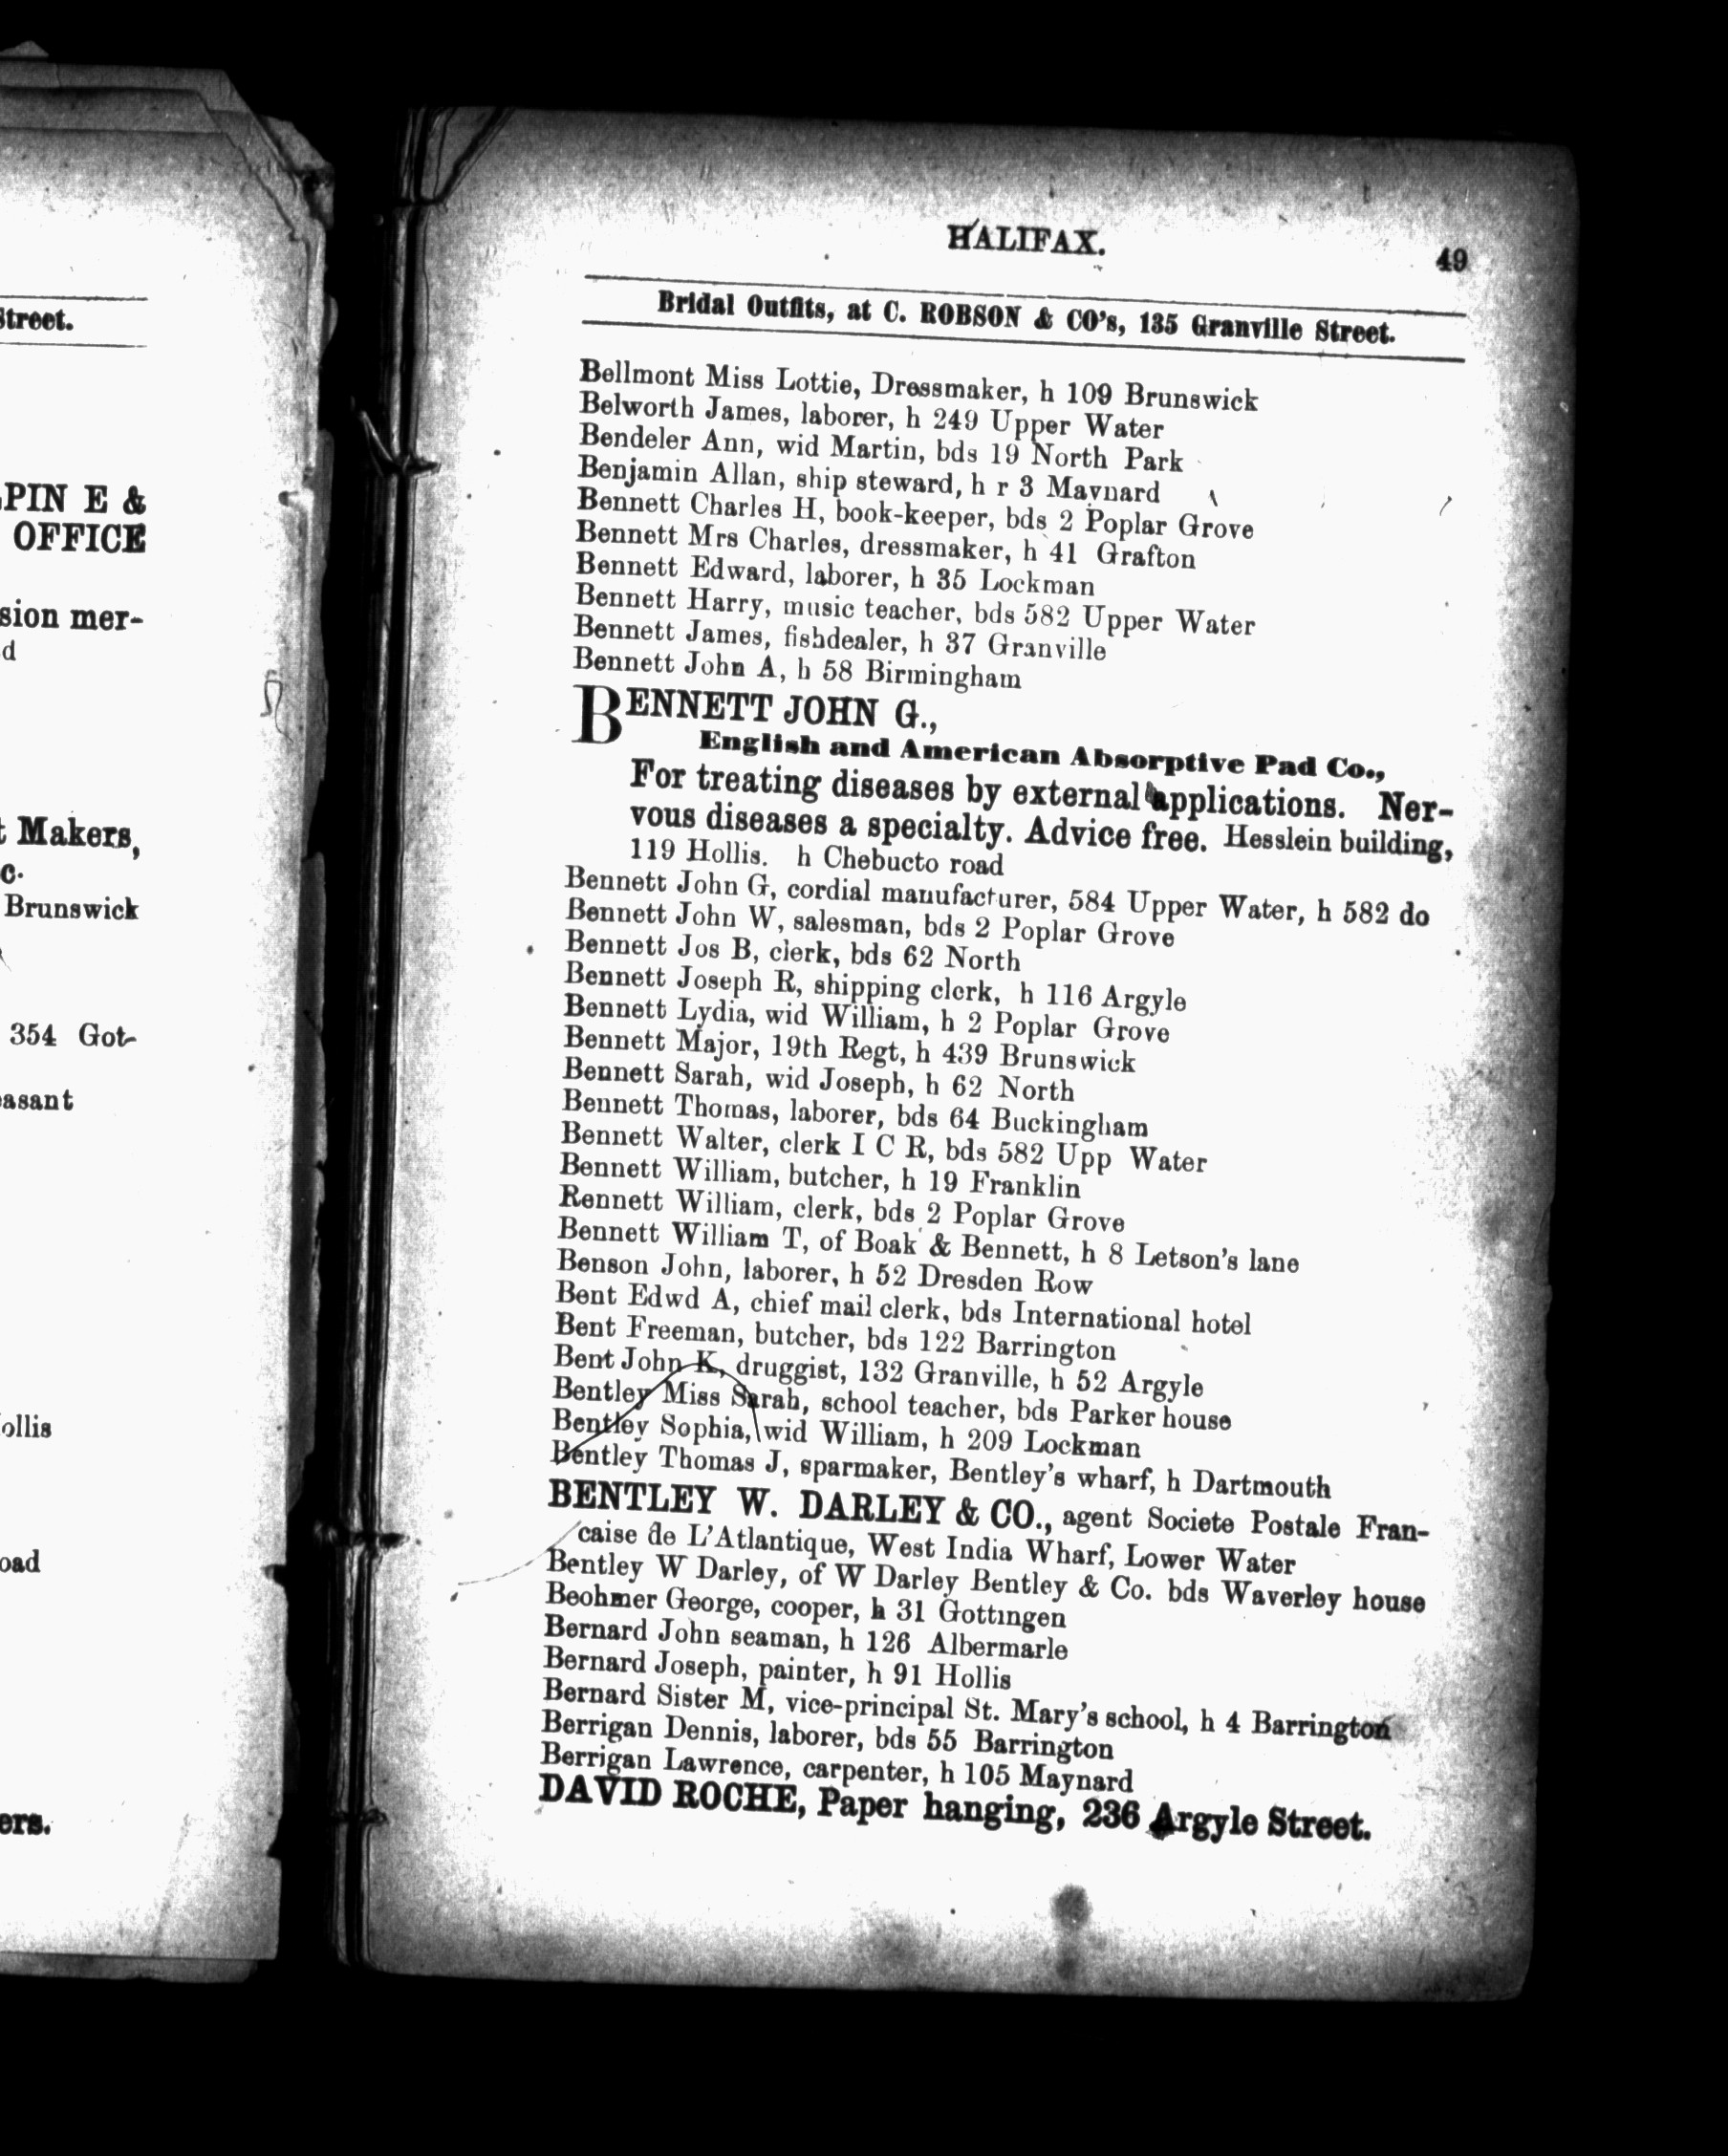 Street.
PIN E &
OFFICE
sion mer-
d
t Makers,
c.
Brunswick
354 Got-
easant
ollis
oad
ers.
HALIFAX.
49
Bridal Outfits, at C. ROBSON & CO's, 135 Granville Street.
Bellmont Miss Lottie, Dressmaker, h 109 Brunswick
Belworth James, laborer, h 249 Upper Water
Bendeler Ann, wid Martin, bds 19 North Park
Benjamin Allan, ship steward, h r 3 Maynard
Bennett Charles H, book-keeper, bds 2 Poplar Grove
Bennett Mrs Charles, dressmaker, h 41 Grafton
Bennett Edward, laborer, h 35 Lockman
Bennett Harry, music teacher, bds 582 Upper Water
Bennett James, fishdealer, h 37 Granville
Bennett John A, h 58 Birmingham
BENNETT JOHN G.,
English and American Absorptive Pad Co.,
For treating diseases by external applications. Ner-
vous diseases a specialty. Advice free. Hesslein building,
119 Hollis. h Chebucto road
Bennett John G, cordial manufacturer, 584 Upper Water, h 582 do
Bennett John W, salesman, bds 2 Poplar Grove
Bennett Jos B, clerk, bds 62 North
Bennett Joseph R, shipping clerk, h 116 Argyle
Bennett Lydia, wid William, h 2 Poplar Grove
Bennett Major, 19th Regt, h 439 Brunswick
Bennett Sarah, wid Joseph, h 62 North
Bennett Thomas, laborer, bds 64 Buckingham
Bennett Walter, clerk I C R, bds 582 Upp Water
Bennett William, butcher, h 19 Franklin
Rennett William, clerk, bds 2 Poplar Grove
Bennett William T, of Boak & Bennett, h 8 Letson's lane
Benson John, laborer, h 52 Dresden Row
Bent Edwd A, chief mail clerk, bds International hotel
Bent Freeman, butcher, bds 122 Barrington
Bent John K, druggist, 132 Granville, h 52 Argyle
Bentley Miss Sarah, school teacher, bds Parker house
Bentley Sophia, wid William, h 209 Lockman
Bentley Thomas J, sparmaker, Bentley's wharf, h Dartmouth
BENTLEY W. DARLEY & CO., agent Societe Postale Fran-
caise de L'Atlantique, West India Wharf, Lower Water
Bentley W Darley, of W Darley Bentley & Co. bds Waverley house
Beohmer George, cooper, h 31 Gottingen
Bernard John seaman, h 126 Albermarle
Bernard Joseph, painter, h 91 Hollis
Bernard Sister M, vice-principal St. Mary's school, h 4 Barrington
Berrigan Dennis, laborer, bds 55 Barrington
Berrigan Lawrence, carpenter, h 105 Maynard
DAVID ROCHE, Paper hanging, 236 Argyle Street.